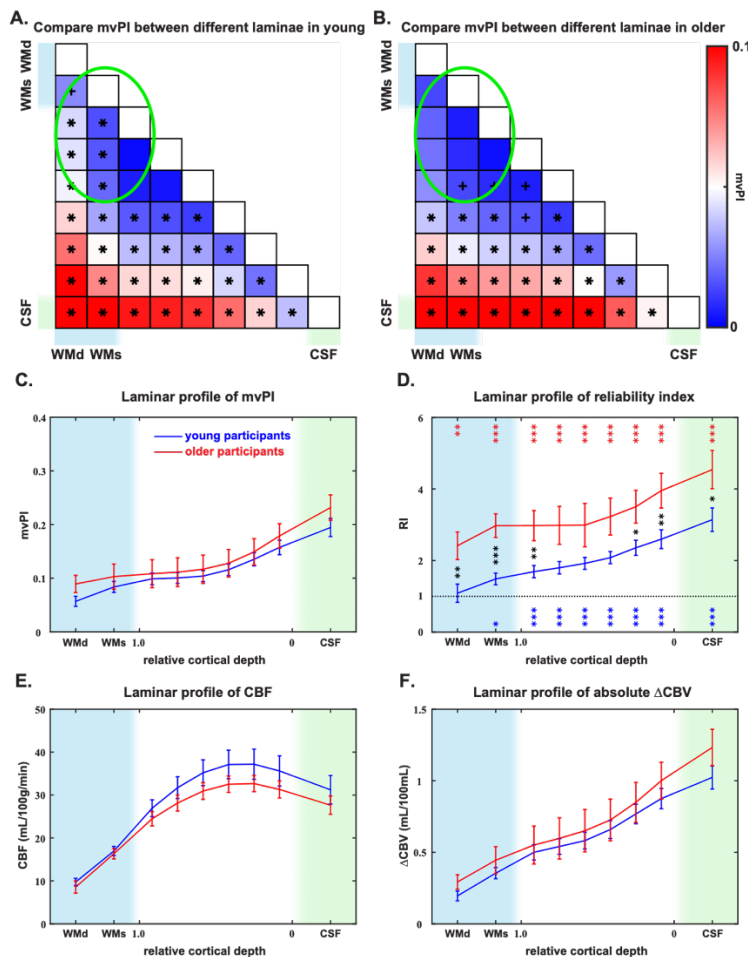 A.
Compare mvPI between different laminae in young
B.
Compare mvPI between different laminae in older
WMd
WMs
CSF
WMd WMs CSF
+
*
*
*
*
*
*
*
+
+
+
+
WMd
WMs
CSF
WMd WMs CSF
0.1
mvPI
0
C.
Laminar profile of mvPI
0.4
0.3
0.2
0.1
0
mvPI
young participants
older participants
WMd WMs 1.0 0 CSF
relative cortical depth
D.
Laminar profile of reliability index
6
4
2
1
0
RI
** *** *** *** *** *** *** *** ***
** *** ** * ** *
* *** *** *** *** *** *** ***
WMd WMs 1.0 0 CSF
relative cortical depth
E.
Laminar profile of CBF
50
40
30
20
10
0
CBF (mL/100g/min)
WMd WMs 1.0 0 CSF
relative cortical depth
F.
Laminar profile of absolute ΔCBV
1.5
1
0.5
0
ΔCBV (mL/100mL)
WMd WMs 1.0 0 CSF
relative cortical depth